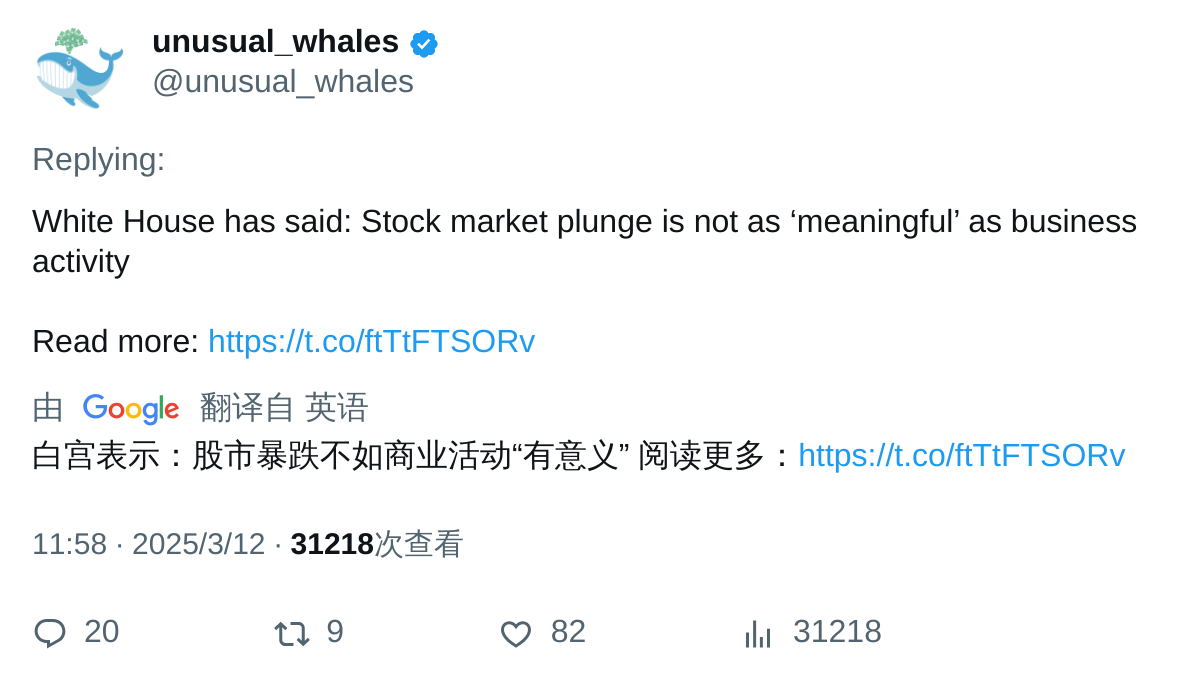 unusual_whales
@unusual_whales
Replying:
White House has said: Stock market plunge is not as ‘meaningful’ as business
activity
Read more: https://t.co/ftTtFTSORv
由 Google 翻译自 英语
白宫表示：股市暴跌不如商业活动“有意义” 阅读更多：https://t.co/ftTtFTSORv
11:58 · 2025/3/12 · 31218次查看
20 9 82 31218